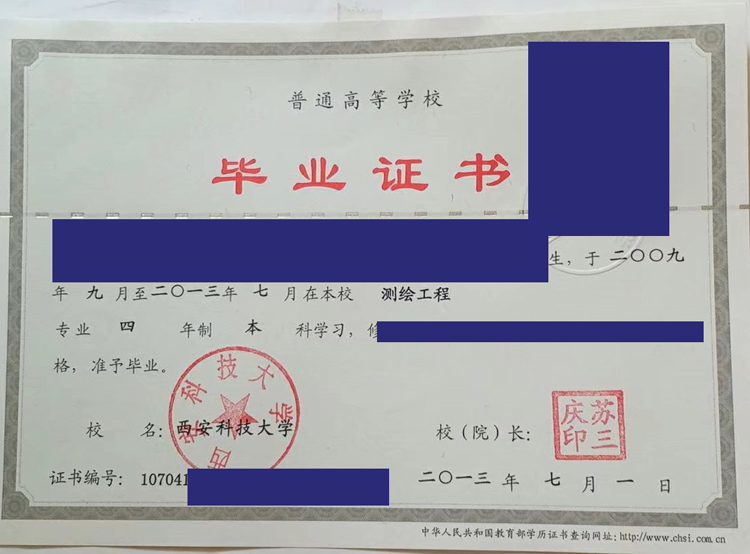 普通高等学校
毕业证书
生,于 二〇〇九
年 九 月至二〇一三年 七 月在本校 测绘工程
专业 四 年制 本 科学习,修
格,准予毕业。
西安科技大学
校 名:西安科技大学
校(院)长:
苏三庆印
证书编号: 10704
二〇一三 年 七 月 一 日
中华人民共和国教育部学历证书查询网址:http://www.chsi.com.cn